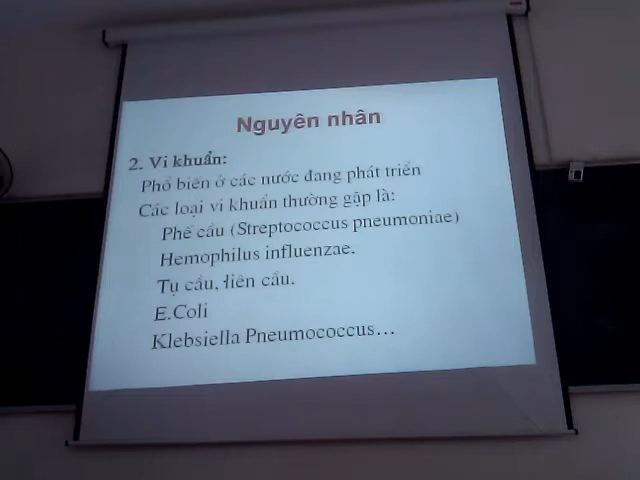 Nguyên nhân
2. Vi khuẩn:
Phổ biến ở các nước đang phát triển
Các loại vi khuẩn thường gặp là:
Phế cầu (Streptococcus pneumoniae)
Hemophilus influenzae.
Tụ cầu, liên cầu.
E.Coli
Klebsiella Pneumococcus…